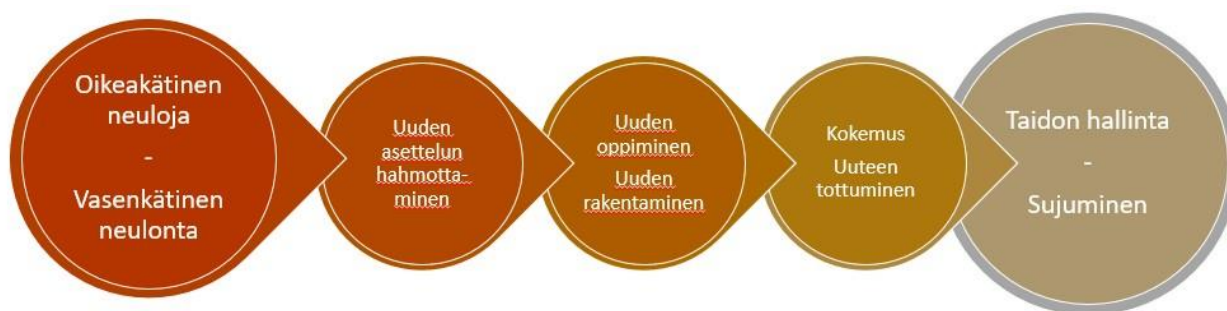 Oikeakätinen
neuloja
-
Vasenkätinen
neulonta
Uuden
asettelun
hahmotta-
minen
Uuden
oppiminen
Uuden
rakentaminen
Kokemus
Uuteen
tottuminen
Taidon hallinta
-
Sujuminen